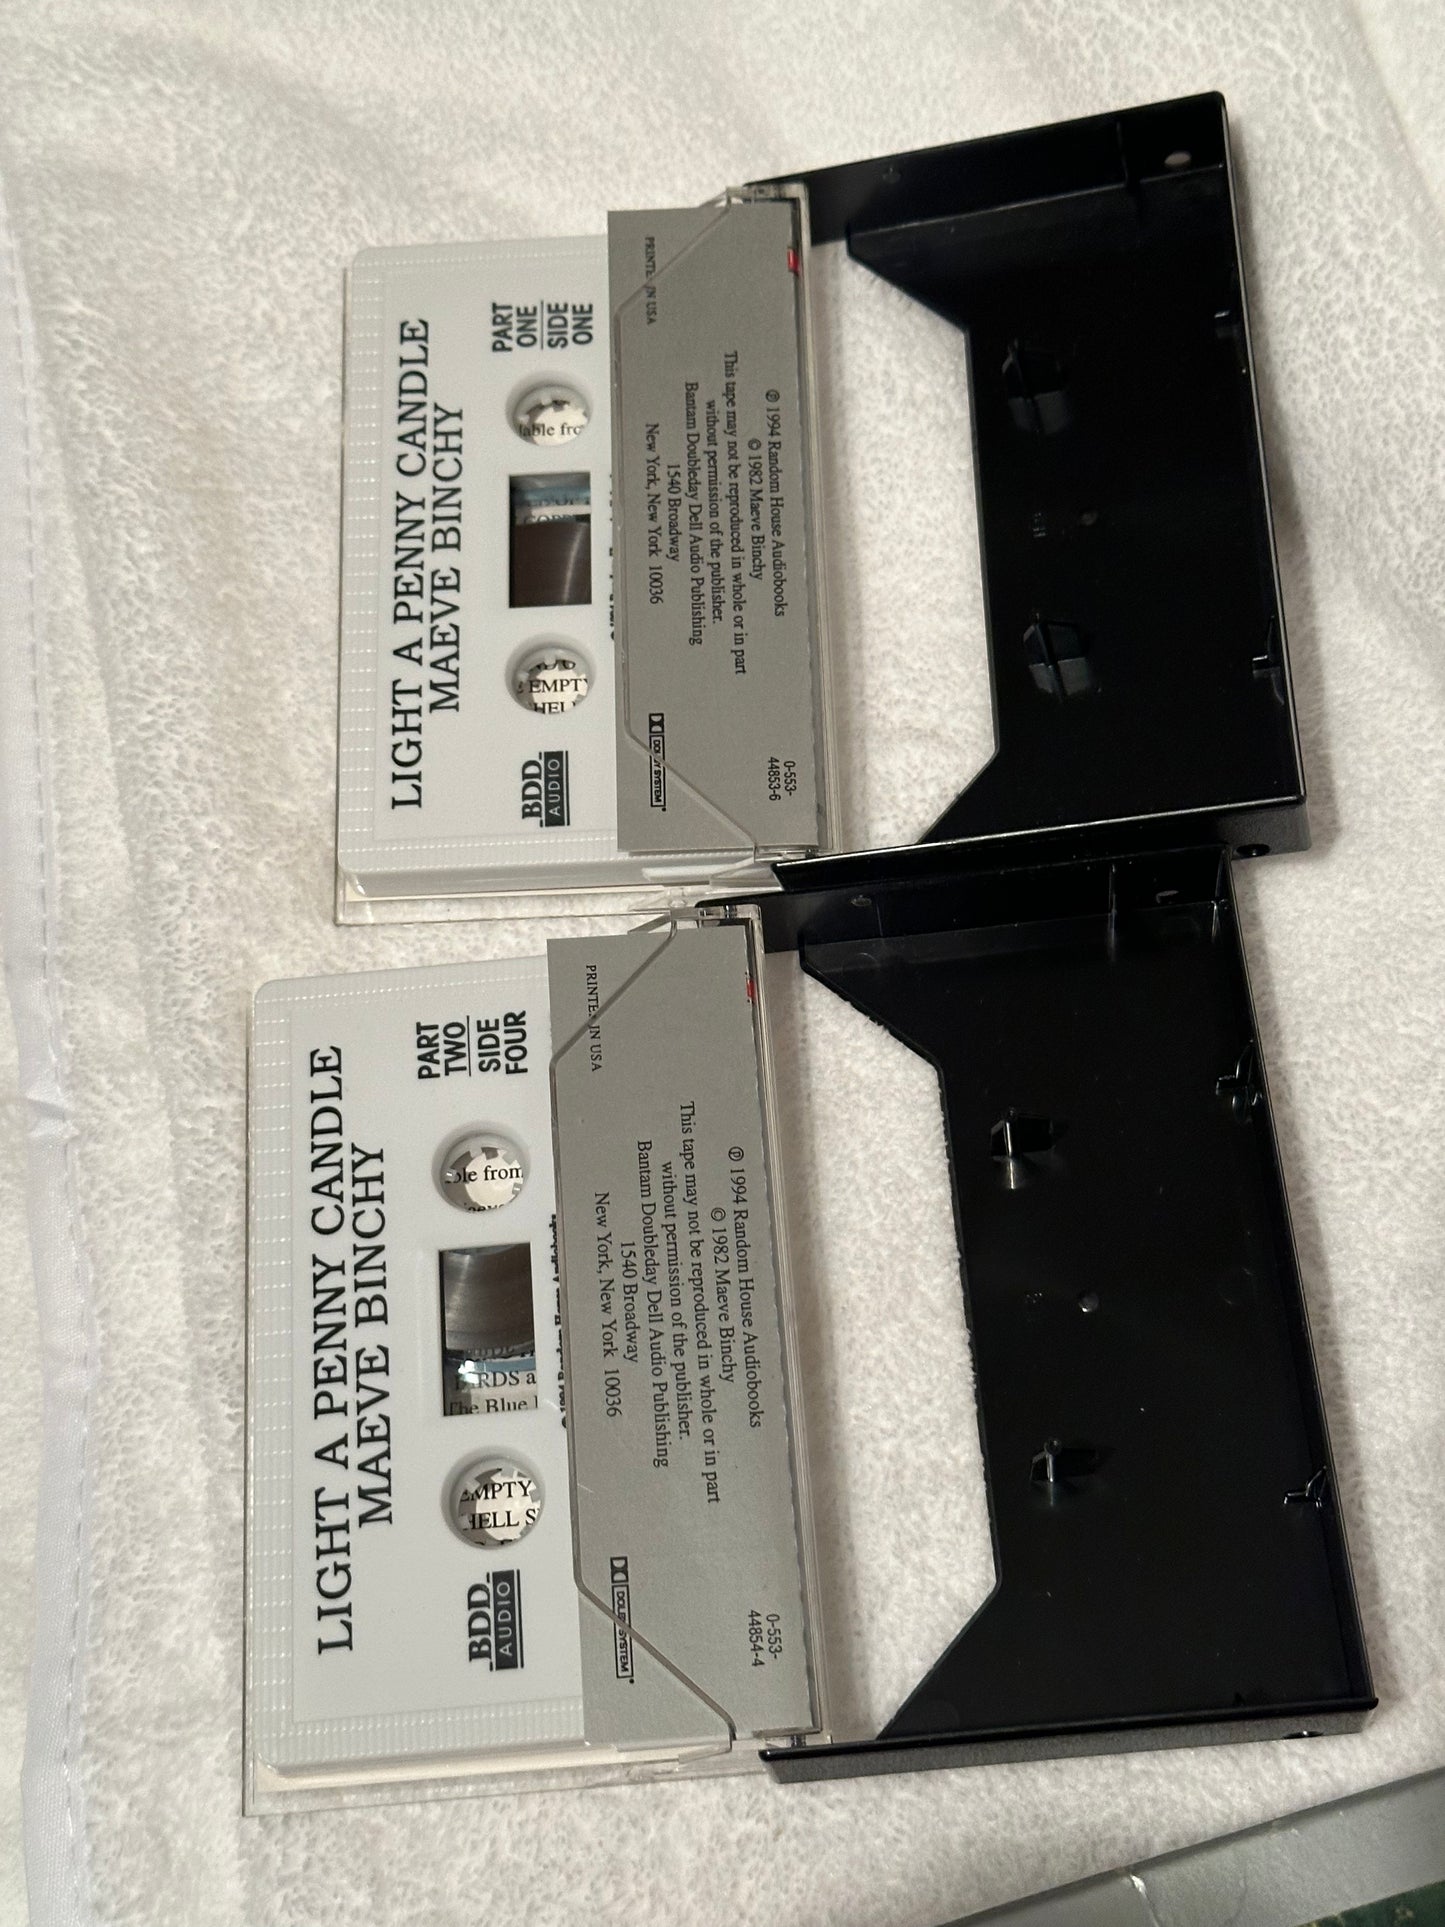 LIGHT A PENNY CANDLE
MAEVE BINCHY
PART
ONE
SIDE
ONE
EMPTY
BDD
AUDIO
PRINTED IN USA
℗ 1994 Random House Audiobooks
© 1982 Maeve Binchy
This tape may not be reproduced in whole or in part
without permission of the publisher.
Bantam Doubleday Dell Audio Publishing
1540 Broadway
New York, New York 10036
DOLBY SYSTEM
0-553-
44853-6
LIGHT A PENNY CANDLE
MAEVE BINCHY
PART
TWO
SIDE
FOUR
from
The Blue
EMPTY
BDD
AUDIO
PRINTED IN USA
℗ 1994 Random House Audiobooks
© 1982 Maeve Binchy
This tape may not be reproduced in whole or in part
without permission of the publisher.
Bantam Doubleday Dell Audio Publishing
1540 Broadway
New York, New York 10036
DOLBY SYSTEM
0-553-
44854-4